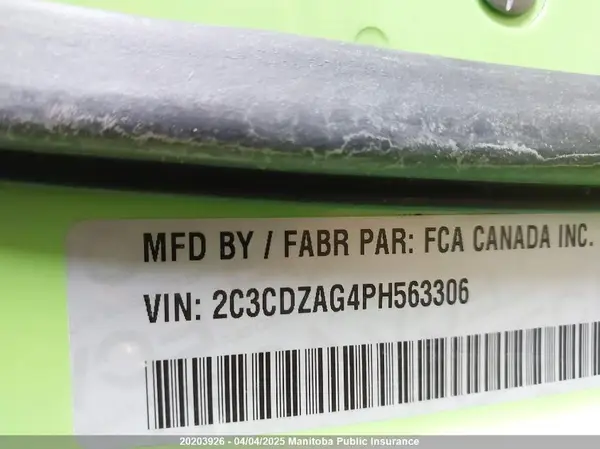 MFD BY / FABR PAR: FCA CANADA INC.
VIN: 2C3CDZAG4PH563306
20203926 - 04/04/2025 Manitoba Public Insurance